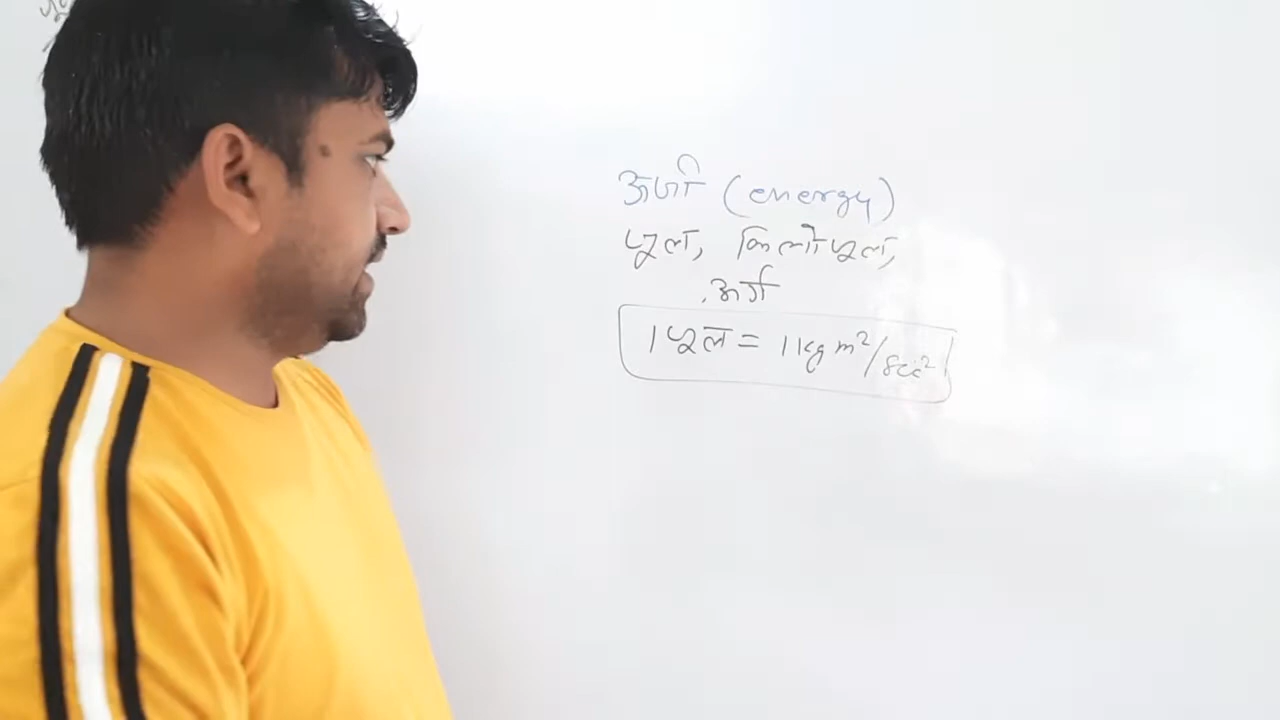 ऊर्जा (energy)
जूल, किलोजूल,
अर्ग
1 जूल = 1 kg m²/sec²